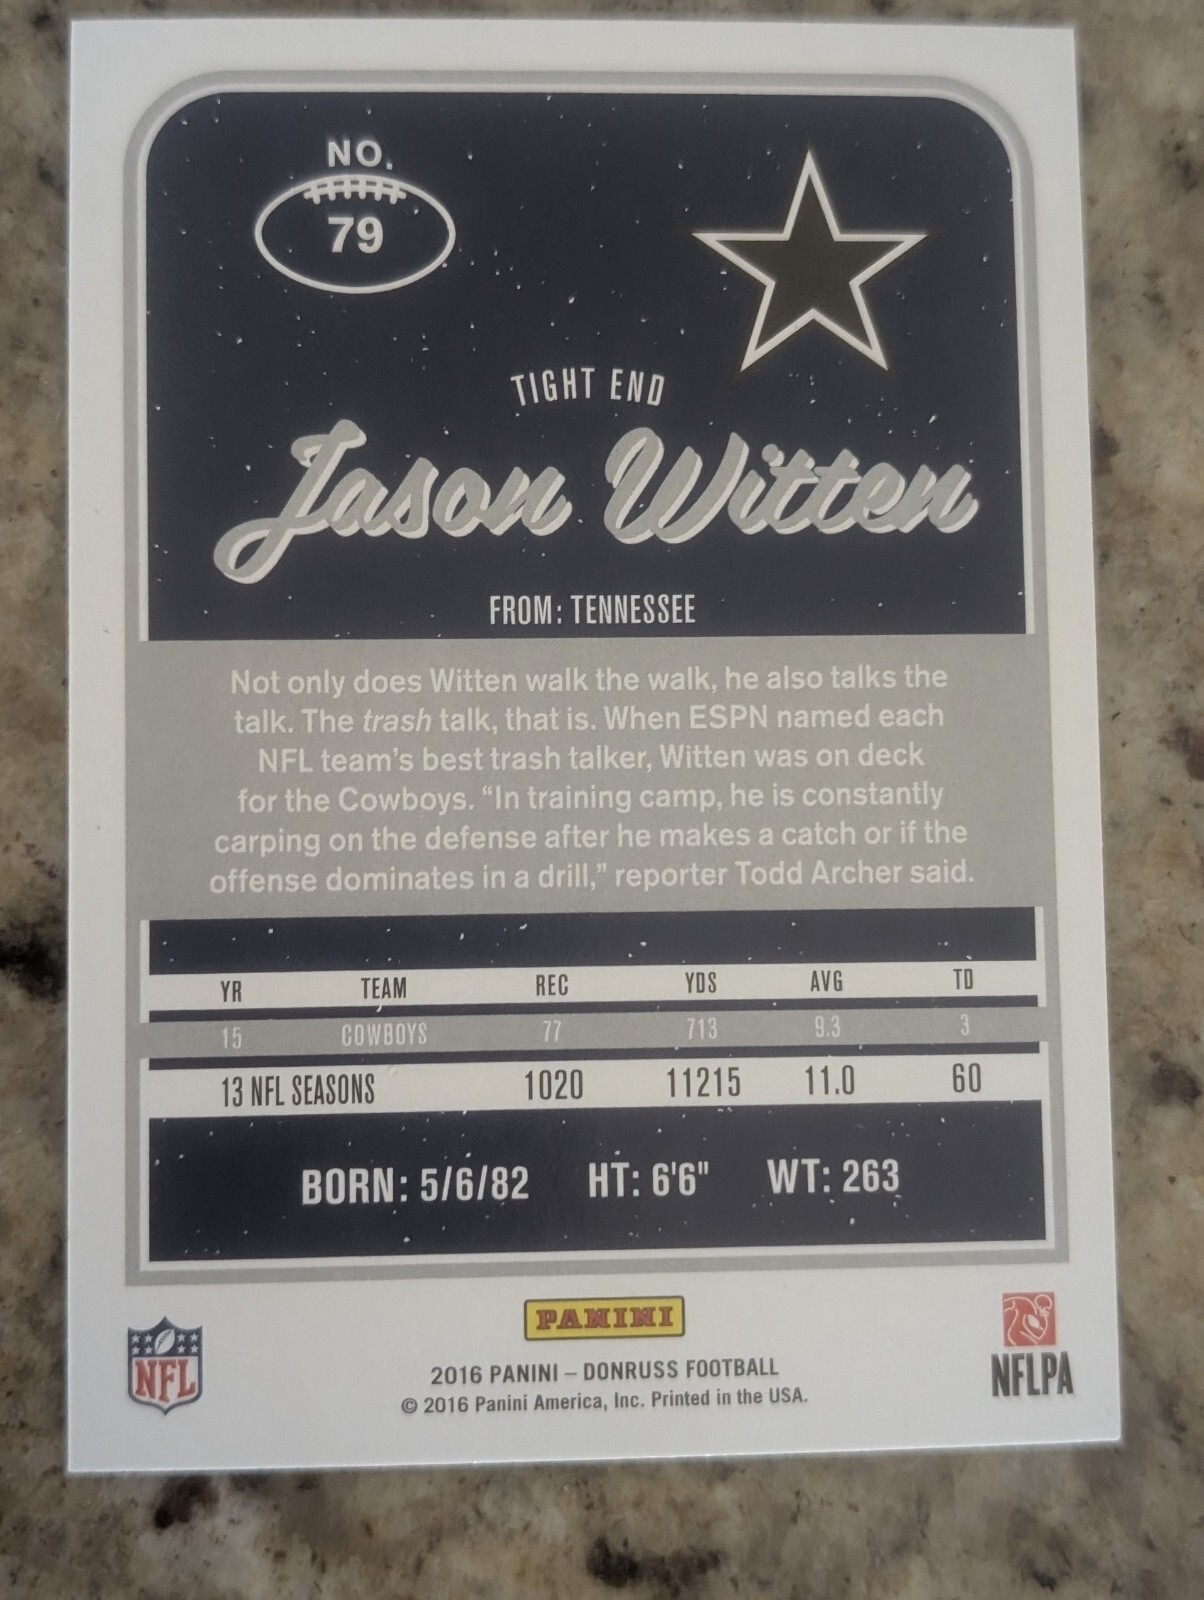 NO.
79
TIGHT END
Jason Witten
FROM: TENNESSEE
Not only does Witten walk the walk, he also talks the
talk. The trash talk, that is. When ESPN named each
NFL team's best trash talker, Witten was on deck
for the Cowboys. “In training camp, he is constantly
carping on the defense after he makes a catch or if the
offense dominates in a drill,” reporter Todd Archer said.
YR TEAM REC YDS AVG TD
15 COWBOYS 77 713 9.3 3
13 NFL SEASONS 1020 11215 11.0 60
BORN: 5/6/82 HT: 6'6" WT: 263
PANINI
NFL
2016 PANINI – DONRUSS FOOTBALL
© 2016 Panini America, Inc. Printed in the USA.
NFLPA